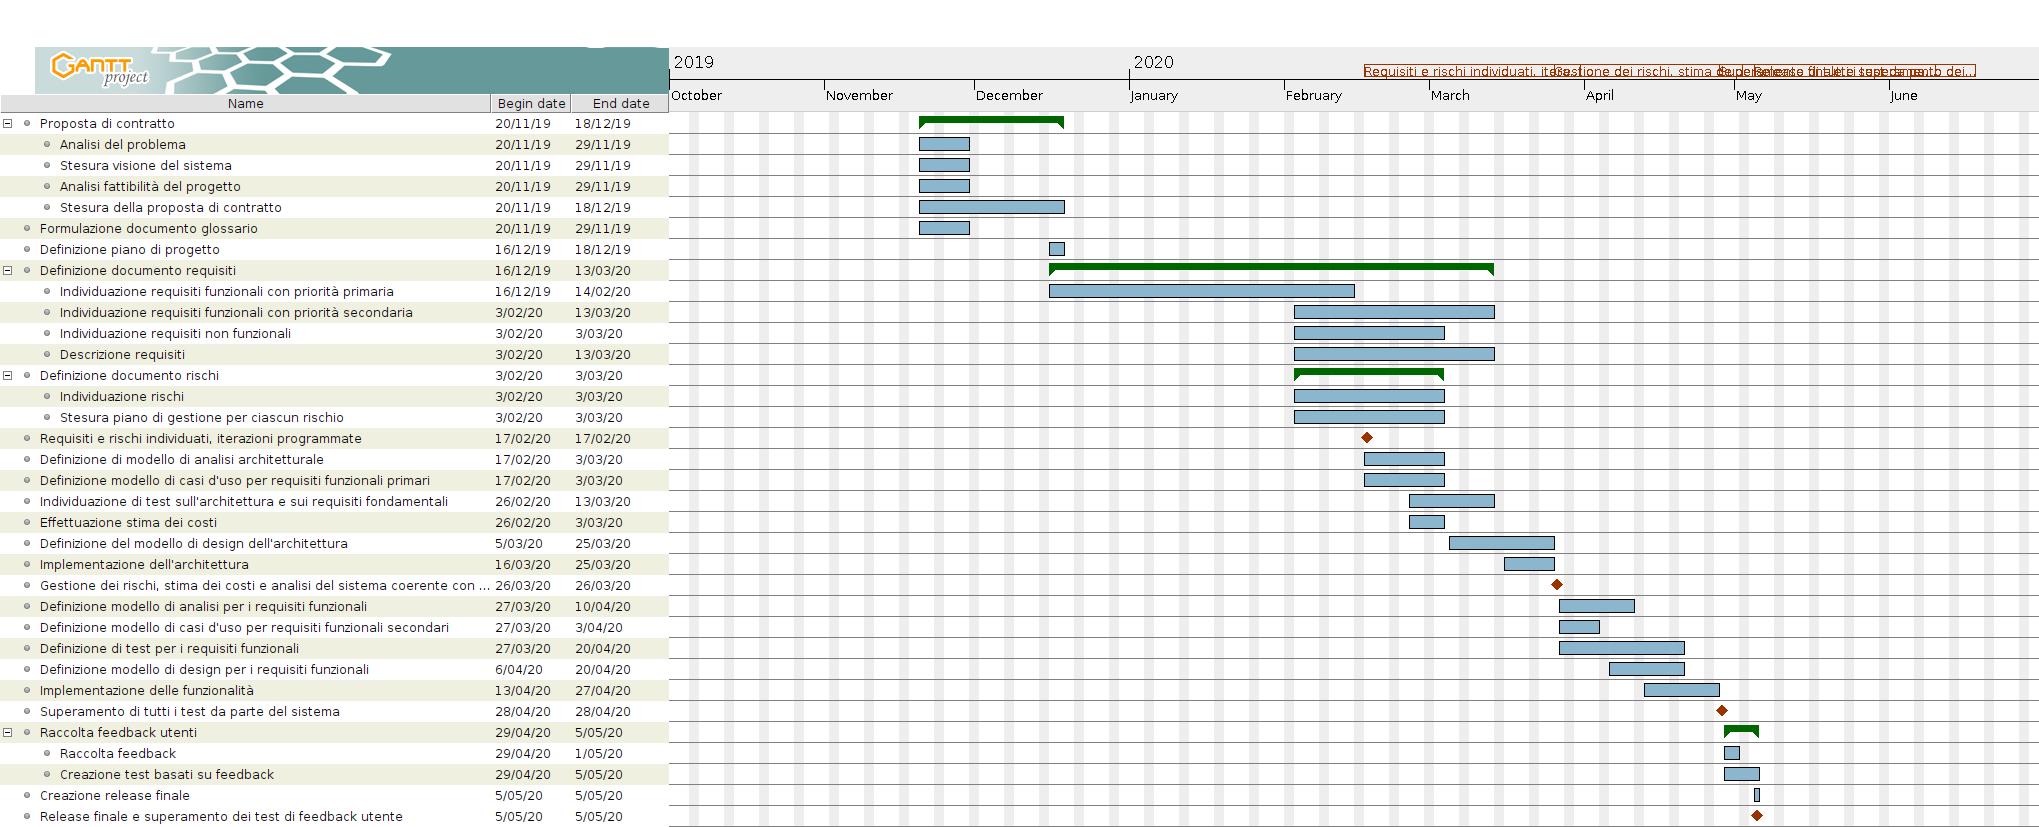 GANTT project
2019
2020
Requisiti e rischi individuati, itera...
October November December January February March April May June
Name Begin date End date
Proposta di contratto 20/11/19 18/12/19
Analisi del problema 20/11/19 29/11/19
Stesura visione del sistema 20/11/19 29/11/19
Analisi fattibilità del progetto 20/11/19 29/11/19
Stesura della proposta di contratto 20/11/19 18/12/19
Formulazione documento glossario 20/11/19 29/11/19
Definizione piano di progetto 16/12/19 18/12/19
Definizione documento requisiti 16/12/19 13/03/20
Individuazione requisiti funzionali con priorità primaria 16/12/19 14/02/20
Individuazione requisiti funzionali con priorità secondaria 3/02/20 13/03/20
Individuazione requisiti non funzionali 3/02/20 3/03/20
Descrizione requisiti 3/02/20 13/03/20
Definizione documento rischi 3/02/20 3/03/20
Individuazione rischi 3/02/20 3/03/20
Stesura piano di gestione per ciascun rischio 3/02/20 3/03/20
Requisiti e rischi individuati, iterazioni programmate 17/02/20 17/02/20
Definizione di modello di analisi architetturale 17/02/20 3/03/20
Definizione modello di casi d'uso per requisiti funzionali primari 17/02/20 3/03/20
Individuazione di test sull'architettura e sui requisiti fondamentali 26/02/20 13/03/20
Effettuazione stima dei costi 26/02/20 3/03/20
Definizione del modello di design dell'architettura 5/03/20 25/03/20
Implementazione dell'architettura 16/03/20 25/03/20
Gestione dei rischi, stima dei costi e analisi del sistema coerente con ... 26/03/20 26/03/20
Definizione modello di analisi per i requisiti funzionali 27/03/20 10/04/20
Definizione modello di casi d'uso per requisiti funzionali secondari 27/03/20 3/04/20
Definizione di test per i requisiti funzionali 27/03/20 20/04/20
Definizione modello di design per i requisiti funzionali 6/04/20 20/04/20
Implementazione delle funzionalità 13/04/20 27/04/20
Superamento di tutti i test da parte del sistema 28/04/20 28/04/20
Raccolta feedback utenti 29/04/20 5/05/20
Raccolta feedback 29/04/20 1/05/20
Creazione test basati su feedback 29/04/20 5/05/20
Creazione release finale 5/05/20 5/05/20
Release finale e superamento dei test di feedback utente 5/05/20 5/05/20